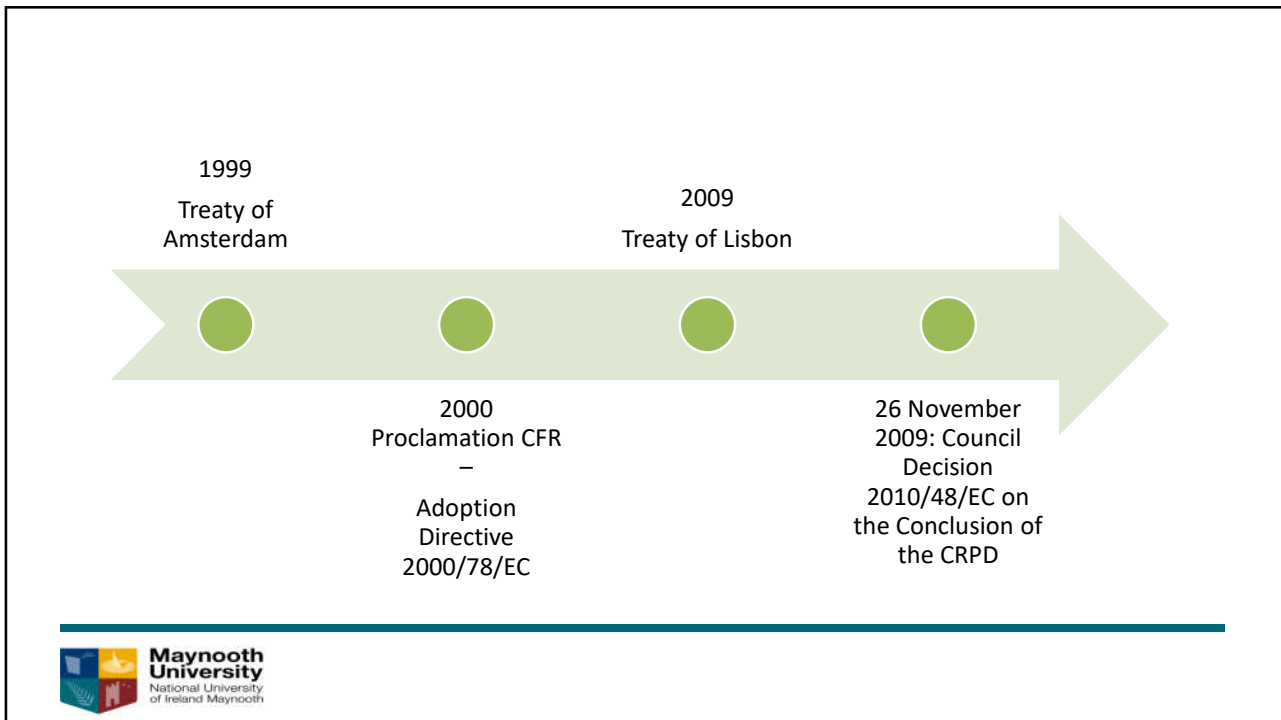 1999
Treaty of
Amsterdam
2000
Proclamation CFR
–
Adoption
Directive
2000/78/EC
2009
Treaty of Lisbon
26 November
2009: Council
Decision
2010/48/EC on
the Conclusion of
the CRPD
Maynooth
University
National University
of Ireland Maynooth